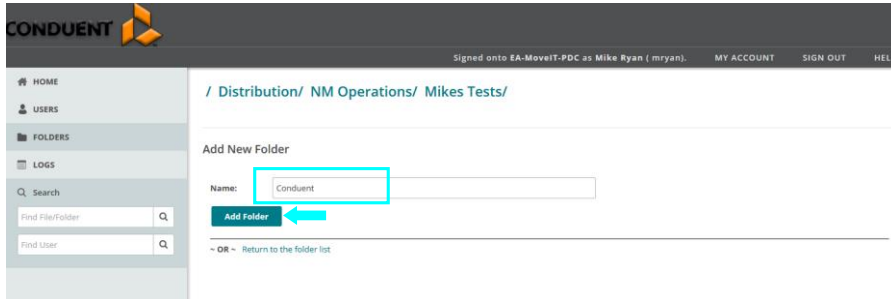 CONDUENT
Signed onto EA-MoveIT-PDC as Mike Ryan ( mryan). MY ACCOUNT SIGN OUT HEL
HOME
USERS
FOLDERS
LOGS
Search
Find File/Folder
Find User
/ Distribution/ NM Operations/ Mikes Tests/
Add New Folder
Name: Conduent
Add Folder
~ OR ~ Return to the folder list